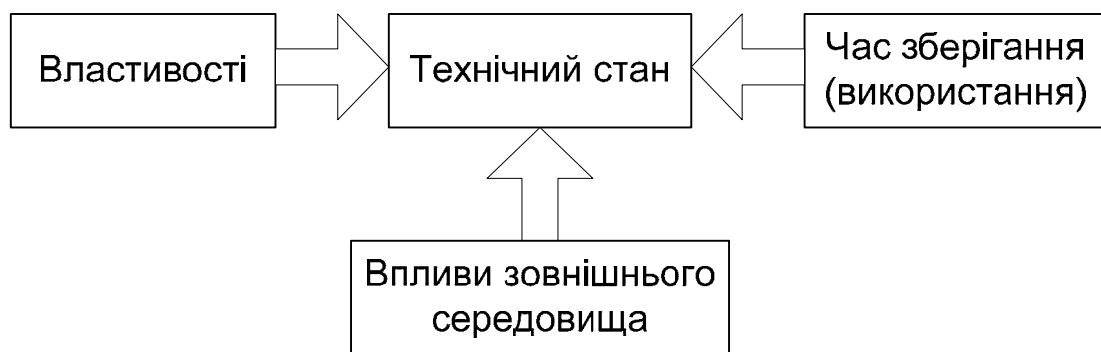 Властивості
Технічний стан
Час зберігання
(використання)
Впливи зовнішнього
середовища